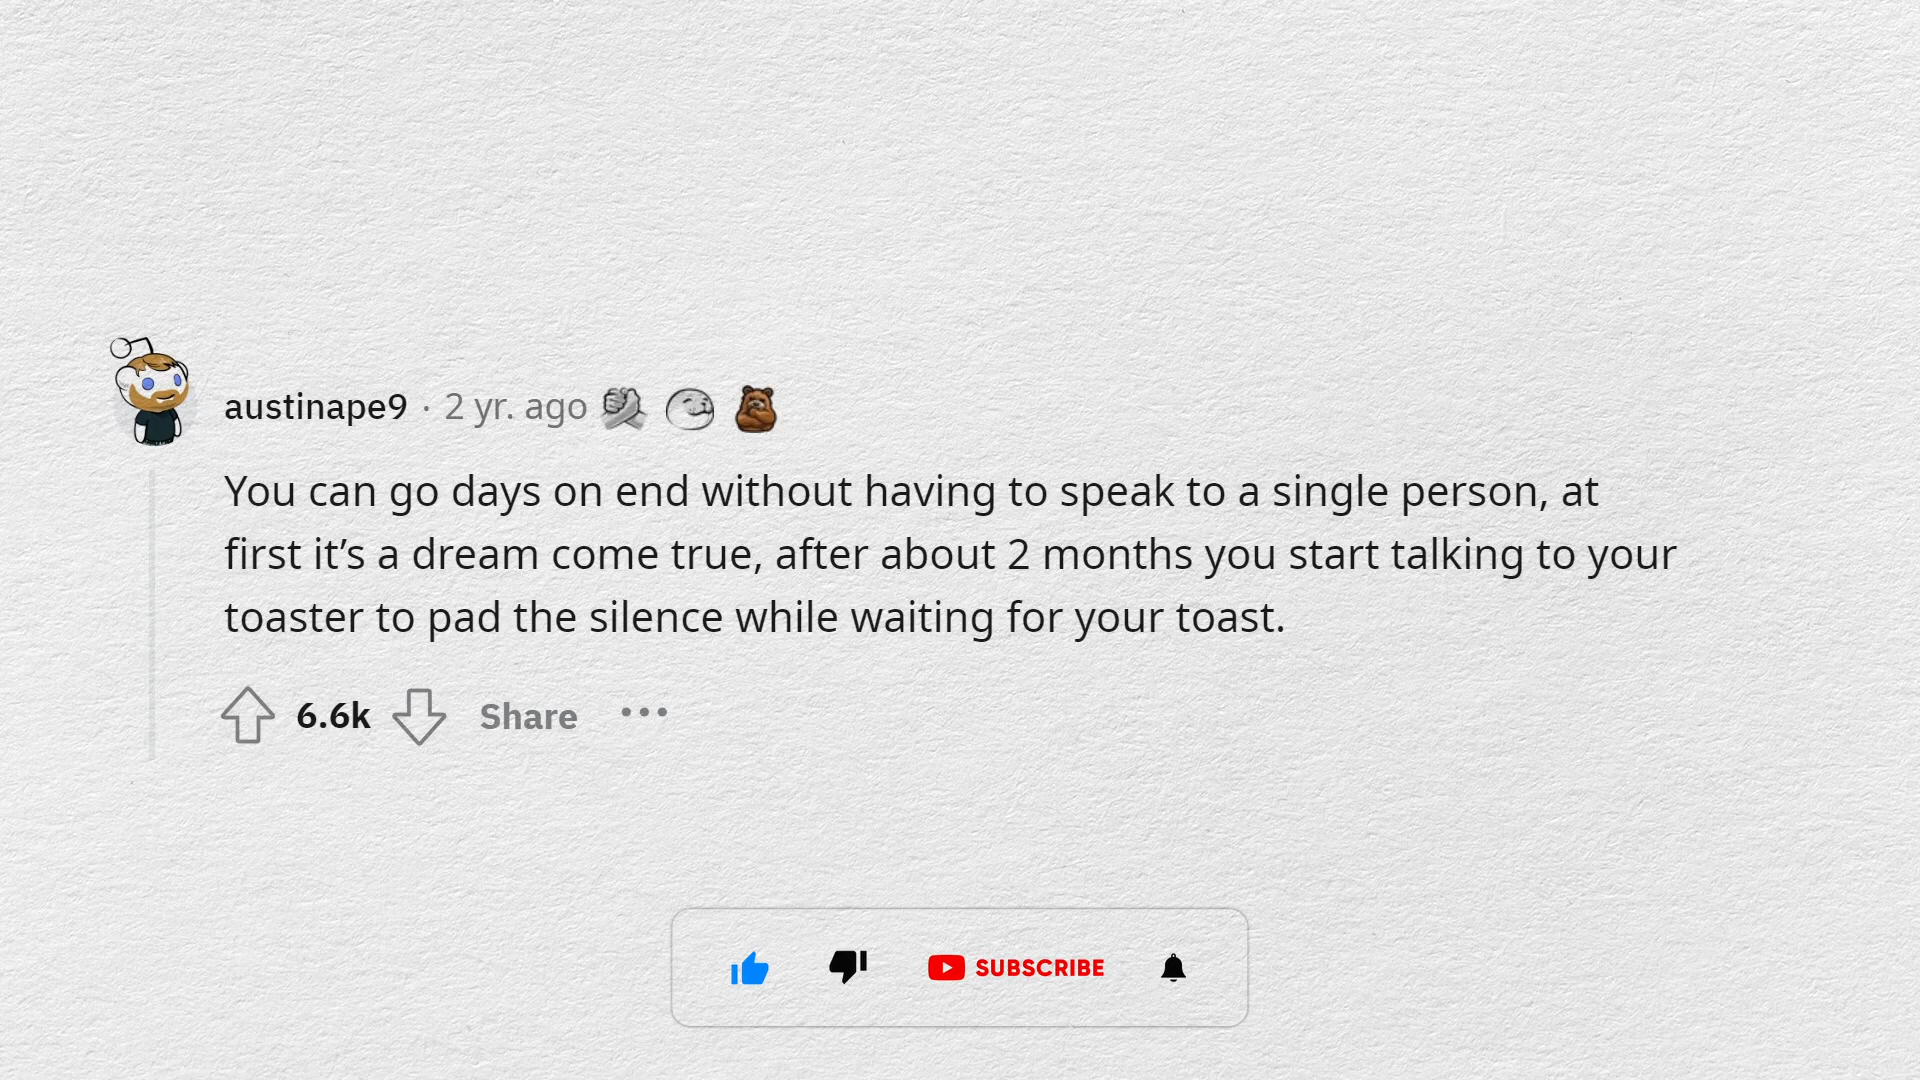 austinape9 · 2 yr. ago
You can go days on end without having to speak to a single person, at
first it’s a dream come true, after about 2 months you start talking to your
toaster to pad the silence while waiting for your toast.
6.6k Share
SUBSCRIBE